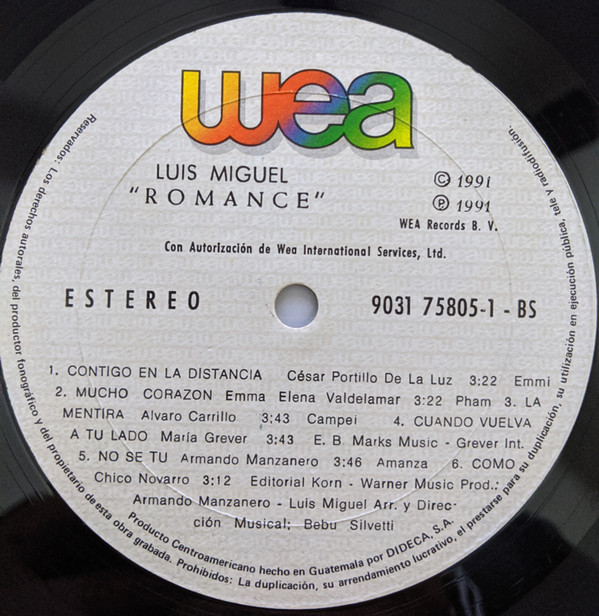 wea
LUIS MIGUEL
"ROMANCE"
© 1991
℗ 1991
WEA Records B. V.
Con Autorización de Wea International Services, Ltd.
ESTEREO
9031 75805-1 - BS
1. CONTIGO EN LA DISTANCIA César Portillo De La Luz 3:22 Emmi
2. MUCHO CORAZON Emma Elena Valdelamar 3:22 Pham 3. LA
MENTIRA Alvaro Carrillo 3:43 Campei 4. CUANDO VUELVA
A TU LADO María Grever 3:43 E. B. Marks Music - Grever Int.
5. NO SE TU Armando Manzanero 3:46 Amanza 6. COMO
Chico Novarro 3:12 Editorial Korn - Warner Music Prod.:
Armando Manzanero - Luis Miguel Arr. y Direc-
ción Musical; Bebu Silvetti
Producto Centroamericano hecho en Guatemala por DIDECA, S.A.
Reservados: Los derechos autorales, del productor fonográfico y del propietario de esta obra grabada. Prohibidos: La duplicación, su arrendamiento lucrativo, el prestarse para su duplicación, su utilización en ejecución pública, tele y radiodifusión.